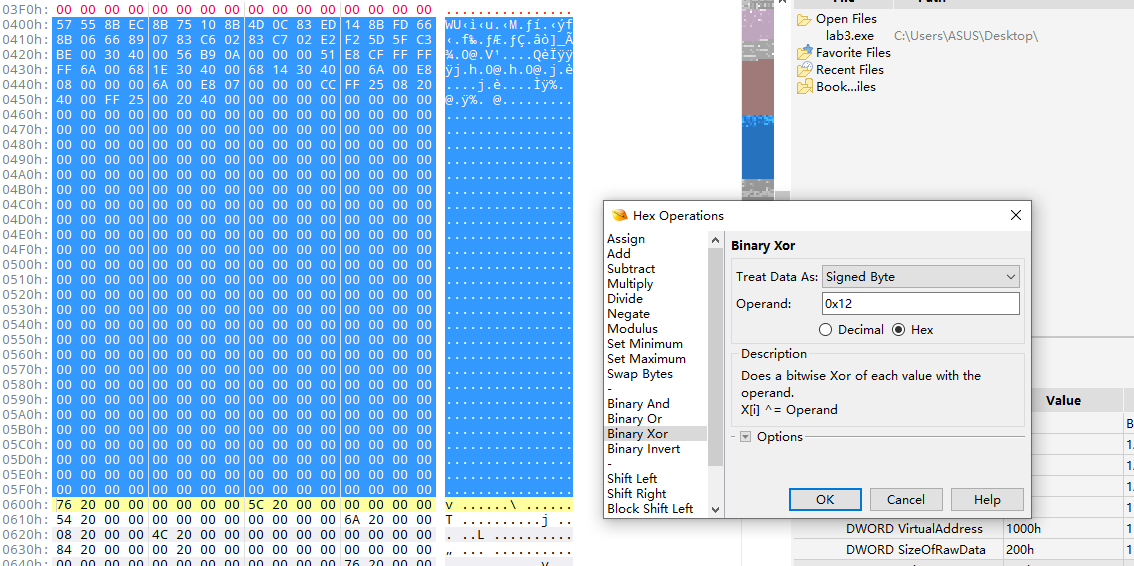 03F0h: 00 00 00 00 00 00 00 00 00 00 00 00 00 00 00 00 ................
0400h: 57 55 8B EC 8B 75 10 8B 4D 0C 83 ED 14 8B FD 66 WU‹ì‹u.‹M.ƒí.‹ýf
0410h: 8B 06 66 89 07 83 C6 02 83 C7 02 E2 F2 5D 5F C3 ‹.f‰.ƒÆ.ƒÇ.âò]_Ã
0420h: BE 00 30 40 00 56 B9 0A 00 00 00 51 E8 CF FF FF ¾.0@.V¹....QèÏÿÿ
0430h: FF 6A 00 68 1E 30 40 00 68 14 30 40 00 6A 00 E8 ÿj.h.0@.h.0@.j.è
0440h: 08 00 00 00 6A 00 E8 07 00 00 00 CC FF 25 08 20 ....j.è....Ìÿ%.
0450h: 40 00 FF 25 00 20 40 00 00 00 00 00 00 00 00 00 @.ÿ%. @.........
0460h: 00 00 00 00 00 00 00 00 00 00 00 00 00 00 00 00 ................
0470h: 00 00 00 00 00 00 00 00 00 00 00 00 00 00 00 00 ................
0480h: 00 00 00 00 00 00 00 00 00 00 00 00 00 00 00 00 ................
0490h: 00 00 00 00 00 00 00 00 00 00 00 00 00 00 00 00 ................
04A0h: 00 00 00 00 00 00 00 00 00 00 00 00 00 00 00 00 ................
04B0h: 00 00 00 00 00 00 00 00 00 00 00 00 00 00 00 00 ................
04C0h: 00 00 00 00 00 00 00 00 00 00 00 00 00 00 00 00 ................
04D0h: 00 00 00 00 00 00 00 00 00 00 00 00 00 00 00 00 ................
04E0h: 00 00 00 00 00 00 00 00 00 00 00 00 00 00 00 00 ................
04F0h: 00 00 00 00 00 00 00 00 00 00 00 00 00 00 00 00 ................
0500h: 00 00 00 00 00 00 00 00 00 00 00 00 00 00 00 00 ................
0510h: 00 00 00 00 00 00 00 00 00 00 00 00 00 00 00 00 ................
0520h: 00 00 00 00 00 00 00 00 00 00 00 00 00 00 00 00 ................
0530h: 00 00 00 00 00 00 00 00 00 00 00 00 00 00 00 00 ................
0540h: 00 00 00 00 00 00 00 00 00 00 00 00 00 00 00 00 ................
0550h: 00 00 00 00 00 00 00 00 00 00 00 00 00 00 00 00 ................
0560h: 00 00 00 00 00 00 00 00 00 00 00 00 00 00 00 00 ................
0570h: 00 00 00 00 00 00 00 00 00 00 00 00 00 00 00 00 ................
0580h: 00 00 00 00 00 00 00 00 00 00 00 00 00 00 00 00 ................
0590h: 00 00 00 00 00 00 00 00 00 00 00 00 00 00 00 00 ................
05A0h: 00 00 00 00 00 00 00 00 00 00 00 00 00 00 00 00 ................
05B0h: 00 00 00 00 00 00 00 00 00 00 00 00 00 00 00 00 ................
05C0h: 00 00 00 00 00 00 00 00 00 00 00 00 00 00 00 00 ................
05D0h: 00 00 00 00 00 00 00 00 00 00 00 00 00 00 00 00 ................
05E0h: 00 00 00 00 00 00 00 00 00 00 00 00 00 00 00 00 ................
05F0h: 00 00 00 00 00 00 00 00 00 00 00 00 00 00 00 00 ................
0600h: 76 20 00 00 00 00 00 00 5C 20 00 00 00 00 00 00 v ......\ ......
0610h: 54 20 00 00 00 00 00 00 00 00 00 00 6A 20 00 00 T ..........j ..
0620h: 08 20 00 00 4C 20 00 00 00 00 00 00 00 00 00 00 . ..L ..........
0630h: 84 20 00 00 00 20 00 00 00 00 00 00 00 00 00 00 „ ... ..........
Open Files
lab3.exe C:\Users\ASUS\Desktop\
Favorite Files
Recent Files
Book...iles
Hex Operations
Assign
Add
Subtract
Multiply
Divide
Negate
Modulus
Set Minimum
Set Maximum
Swap Bytes
-
Binary And
Binary Or
Binary Xor
Binary Invert
-
Shift Left
Shift Right
Block Shift Left
Binary Xor
Treat Data As: Signed Byte
Operand: 0x12
Decimal Hex
Description
Does a bitwise Xor of each value with the
operand.
X[i] ^= Operand
Options
OK Cancel Help
Value
DWORD VirtualAddress 1000h
DWORD SizeOfRawData 200h